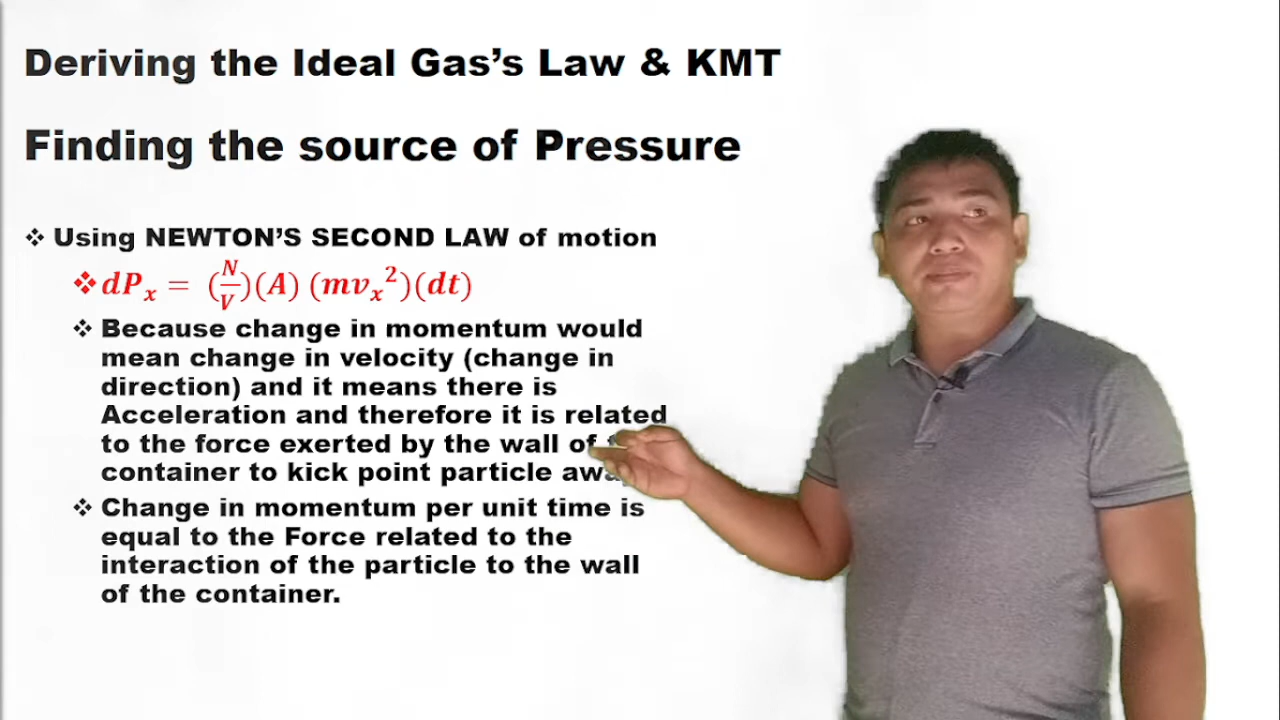 Deriving the Ideal Gas’s Law & KMT
Finding the source of Pressure
❖ Using NEWTON’S SECOND LAW of motion
❖ dPₓ = (N/V)(A) (mvₓ²)(dt)
❖ Because change in momentum would
mean change in velocity (change in
direction) and it means there is
Acceleration and therefore it is related
to the force exerted by the wall of
container to kick point particle
❖ Change in momentum per unit time is
equal to the Force related to the
interaction of the particle to the wall
of the container.